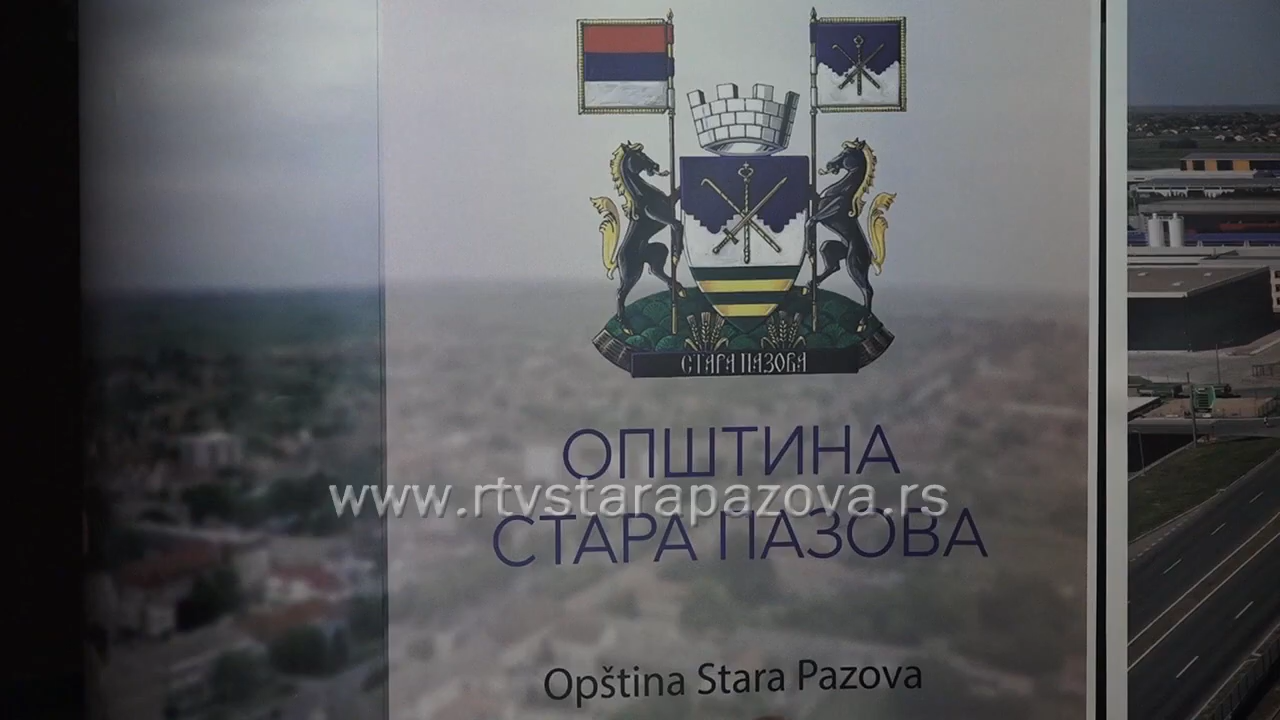 СТАРА ПАЗОВА
ОПШТИНА
www.rtvstarapazova.rs
СТАРА ПАЗОВА
Opština Stara Pazova